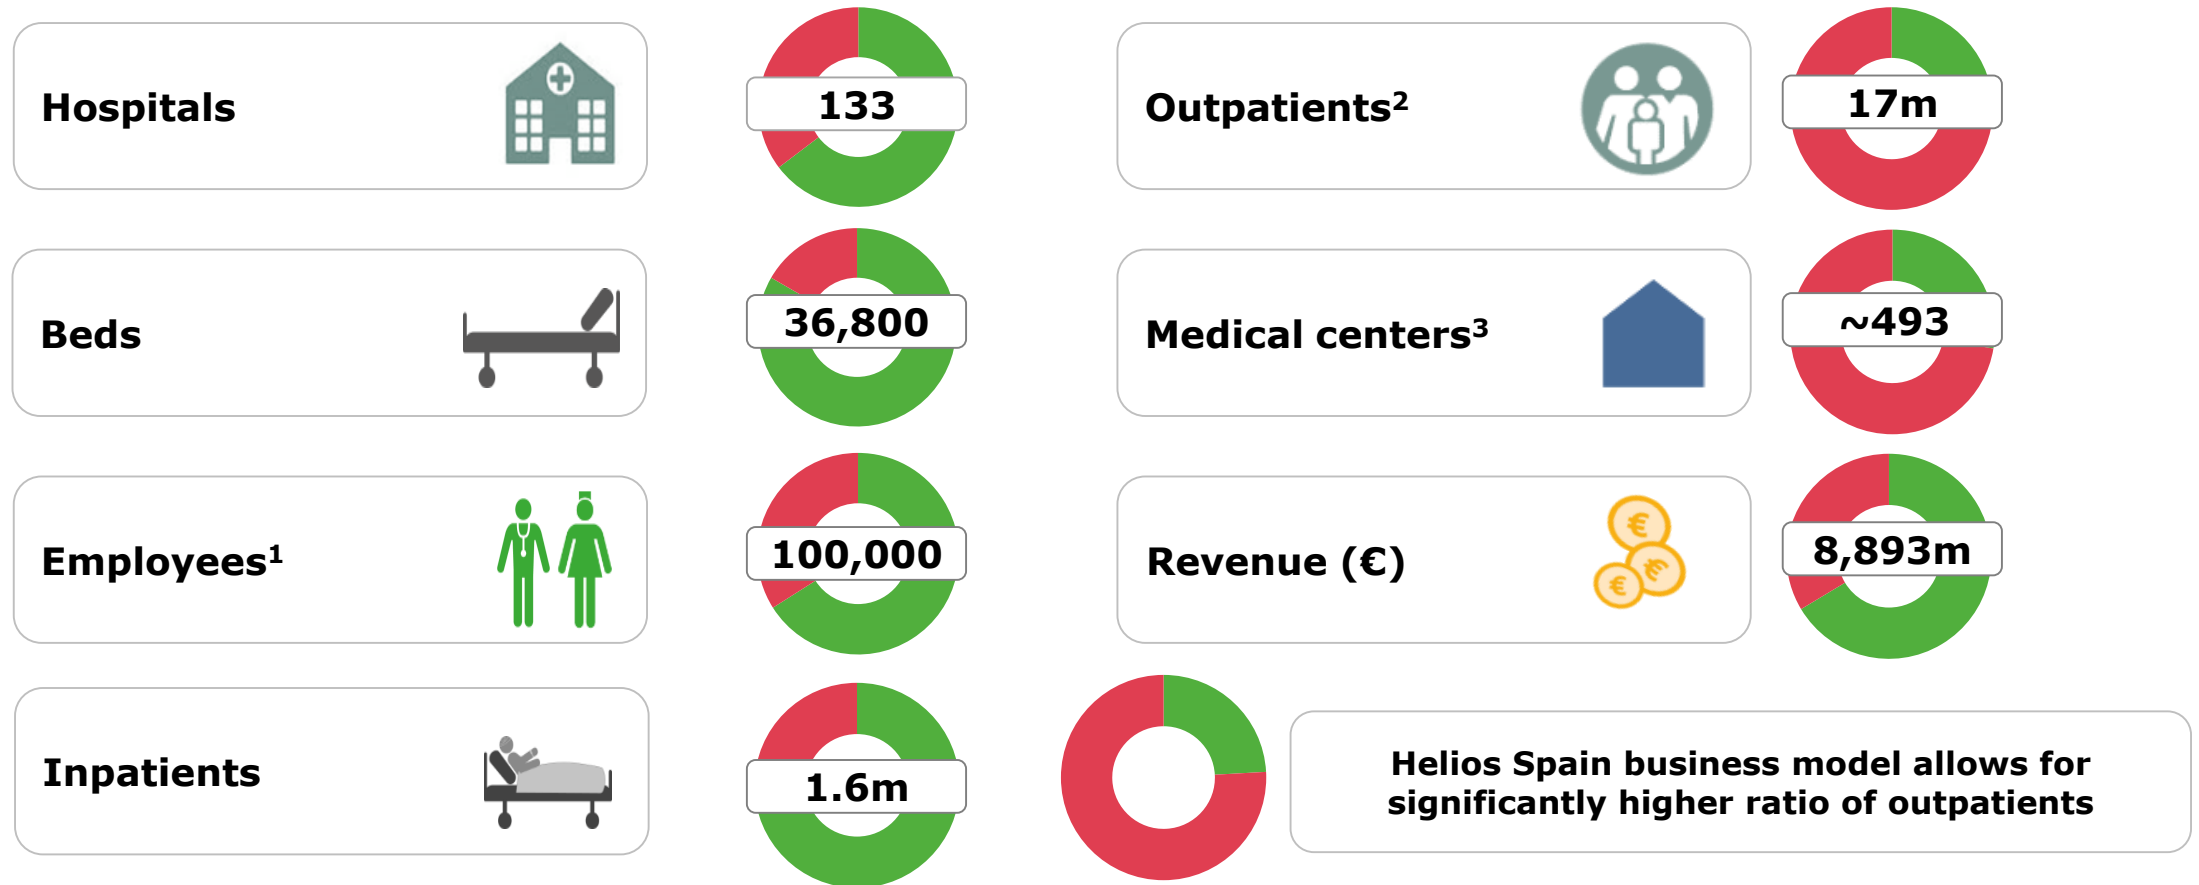 Hospitals
133
Beds
36,800
Employees¹
100,000
Inpatients
1.6m
Outpatients²
17m
Medical centers³
~493
Revenue (€)
€
€
€
8,893m
Helios Spain business model allows for
significantly higher ratio of outpatients